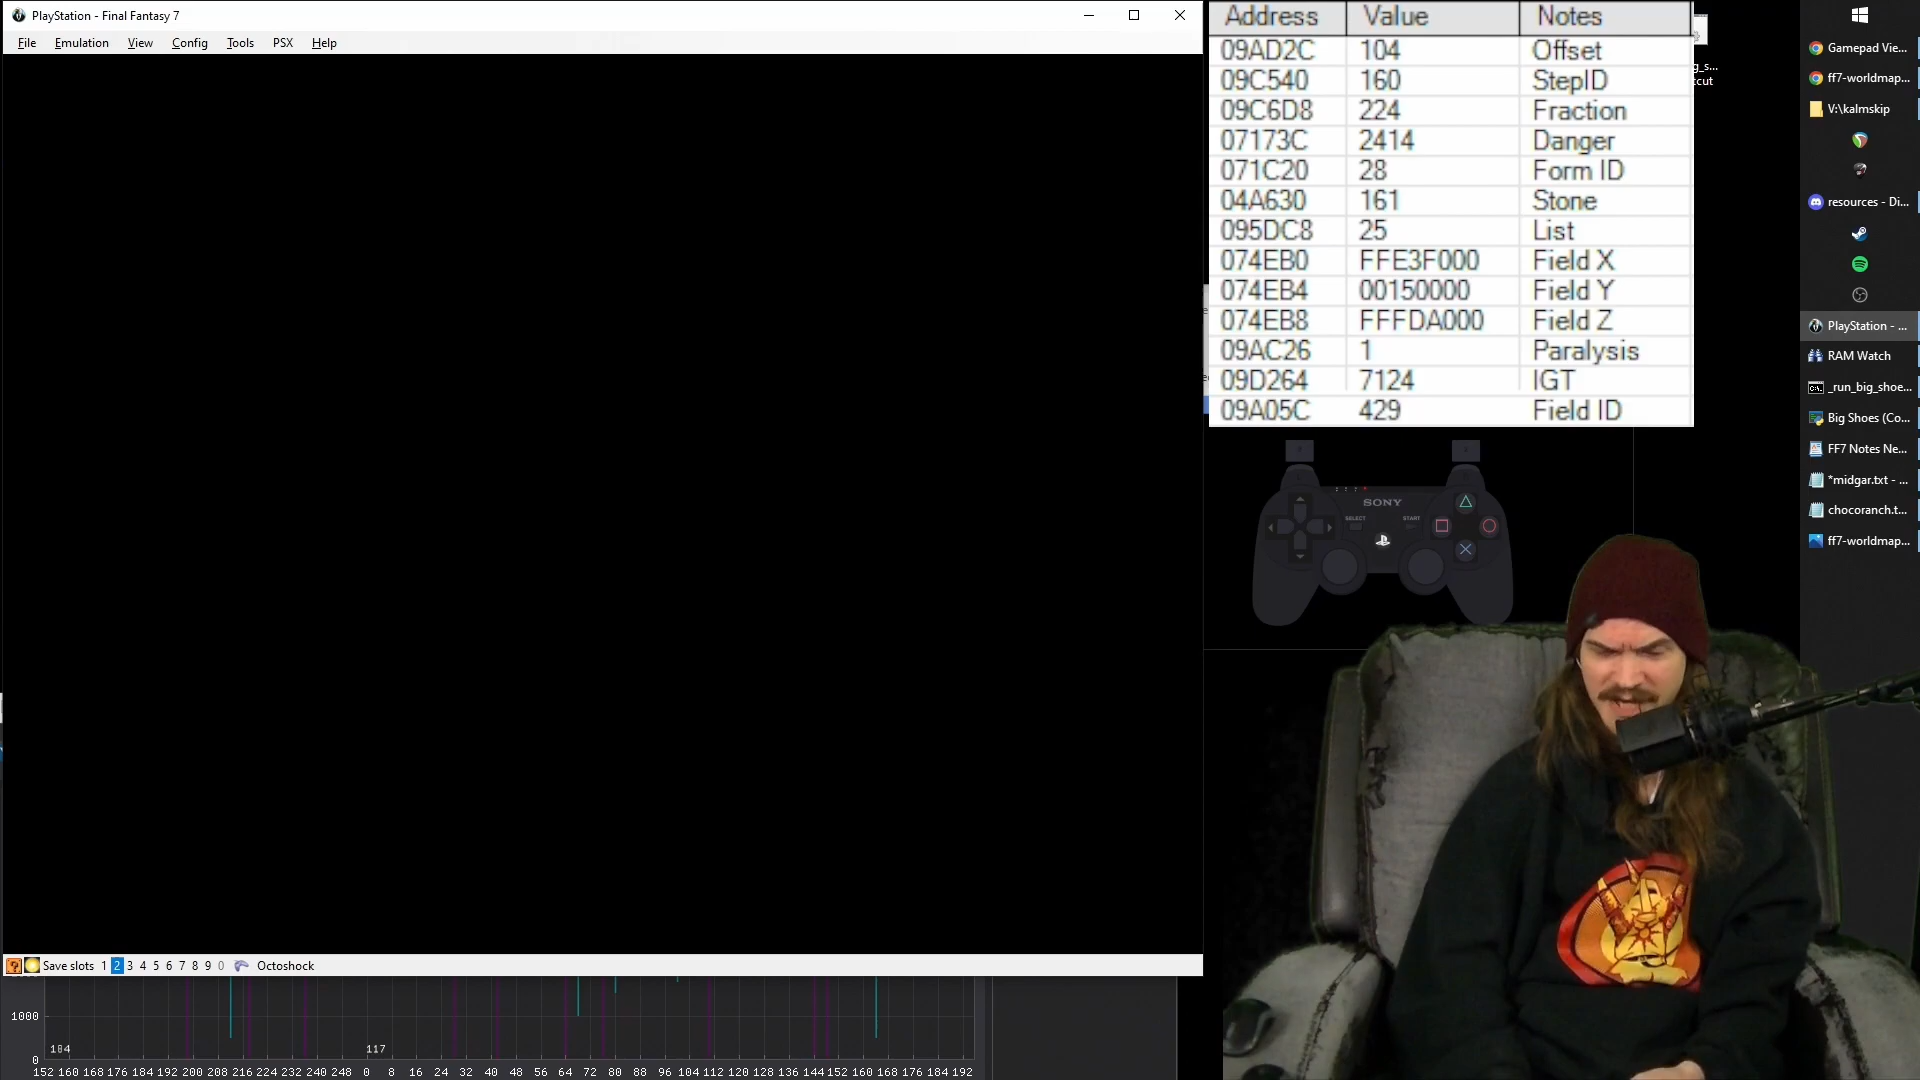 PlayStation - Final Fantasy 7
File Emulation View Config Tools PSX Help
Address Value Notes
09AD2C 104 Offset
09C540 160 StepID
09C6D8 224 Fraction
07173C 2414 Danger
071C20 28 Form ID
04A630 161 Stone
095DC8 25 List
074EB0 FFE3F000 Field X
074EB4 00150000 Field Y
074EB8 FFFDA000 Field Z
09AC26 1 Paralysis
09D264 7124 IGT
09A05C 429 Field ID
g_s...
cut
Gamepad Vie...
ff7-worldmap...
V:\kalmskip
resources - Di...
PlayStation - ...
RAM Watch
_run_big_shoe...
Big Shoes (Co...
FF7 Notes Ne...
*midgar.txt - ...
chocoranch.t...
ff7-worldmap...
SONY
SELECT START
Save slots 1 2 3 4 5 6 7 8 9 0 Octoshock
1000
104 117
0
152 160 168 176 184 192 200 208 216 224 232 240 248 0 8 16 24 32 40 48 56 64 72 80 88 96 104 112 120 128 136 144 152 160 168 176 184 192